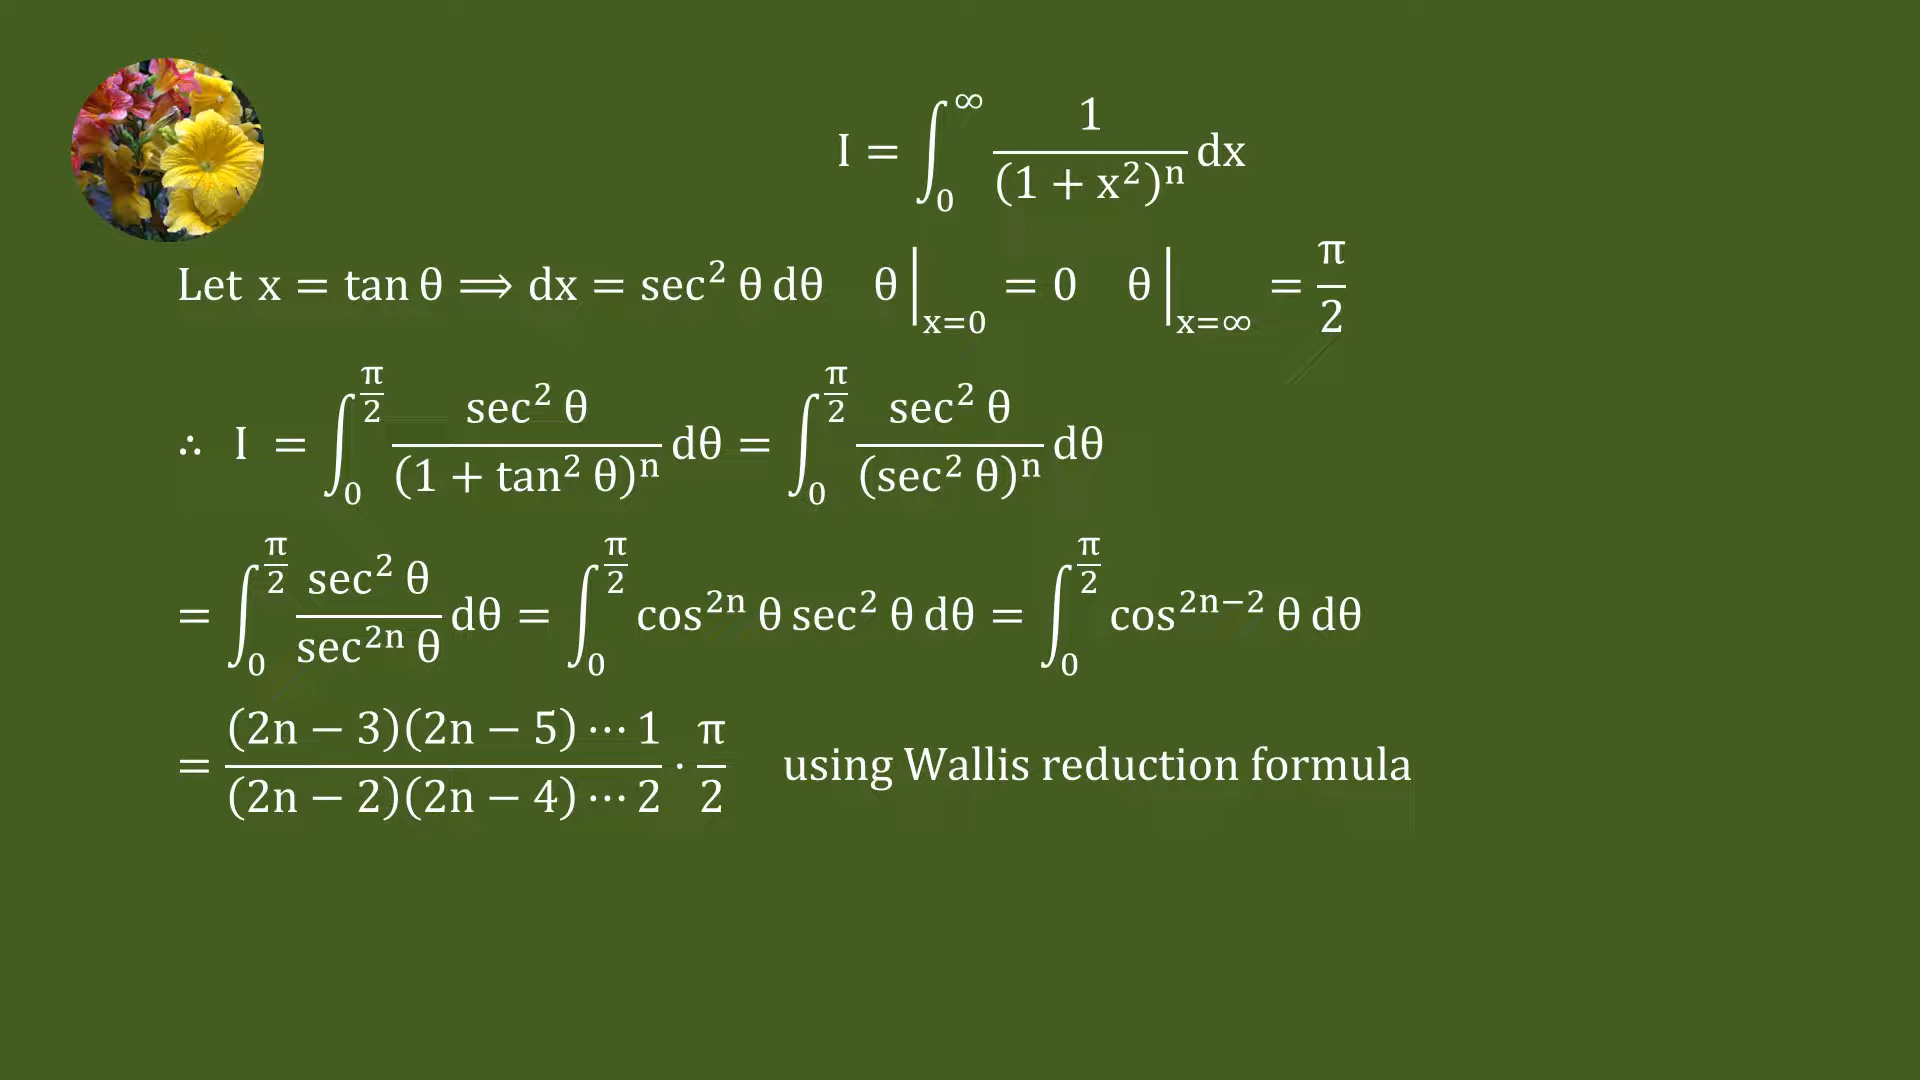 I = ∫₀^∞ 1/(1 + x²)ⁿ dx
Let x = tan θ ⟹ dx = sec² θ dθ θ|ₓ₌₀ = 0 θ|ₓ₌∞ = π/2
∴ I = ∫₀^(π/2) sec² θ/(1 + tan² θ)ⁿ dθ = ∫₀^(π/2) sec² θ/(sec² θ)ⁿ dθ
= ∫₀^(π/2) sec² θ/sec²ⁿ θ dθ = ∫₀^(π/2) cos²ⁿ θ sec² θ dθ = ∫₀^(π/2) cos²ⁿ⁻² θ dθ
= (2n − 3)(2n − 5) ⋯ 1/(2n − 2)(2n − 4) ⋯ 2 · π/2 using Wallis reduction formula